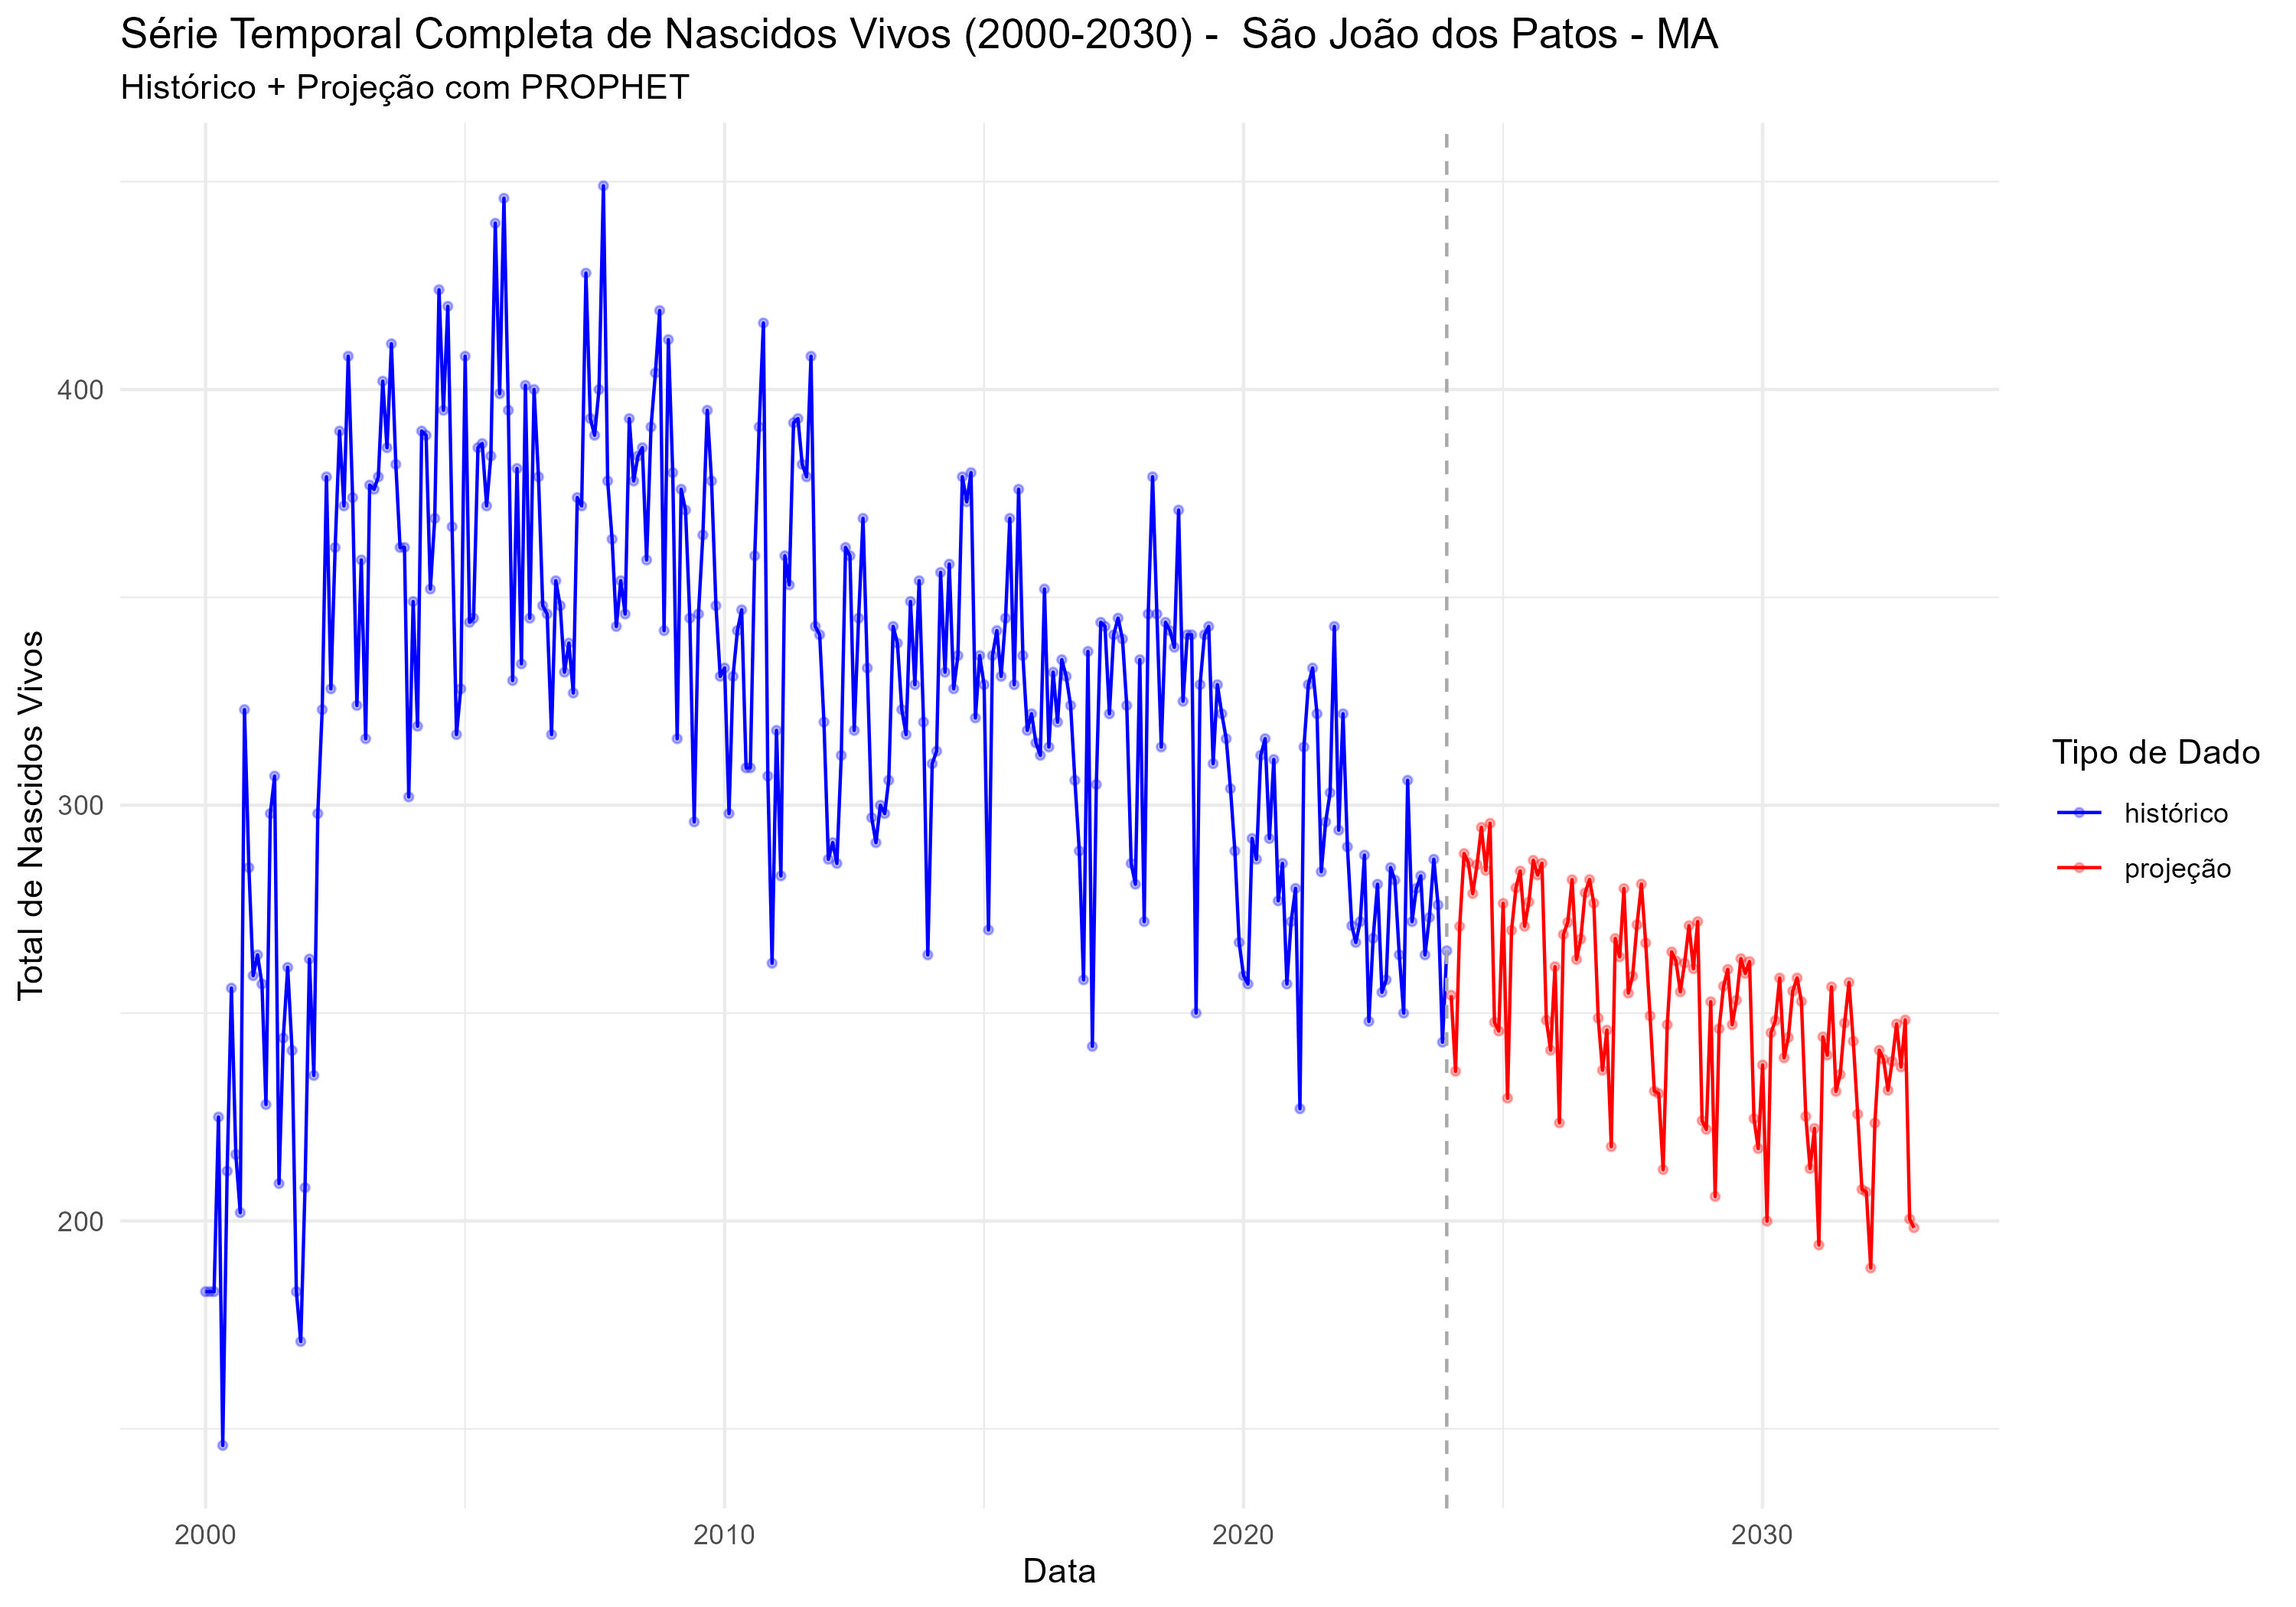 Série Temporal Completa de Nascidos Vivos (2000-2030) -  São João dos Patos - MA
Histórico + Projeção com PROPHET
Total de Nascidos Vivos
400
300
200
2000
2010
2020
2030
Data
Tipo de Dado
histórico
projeção